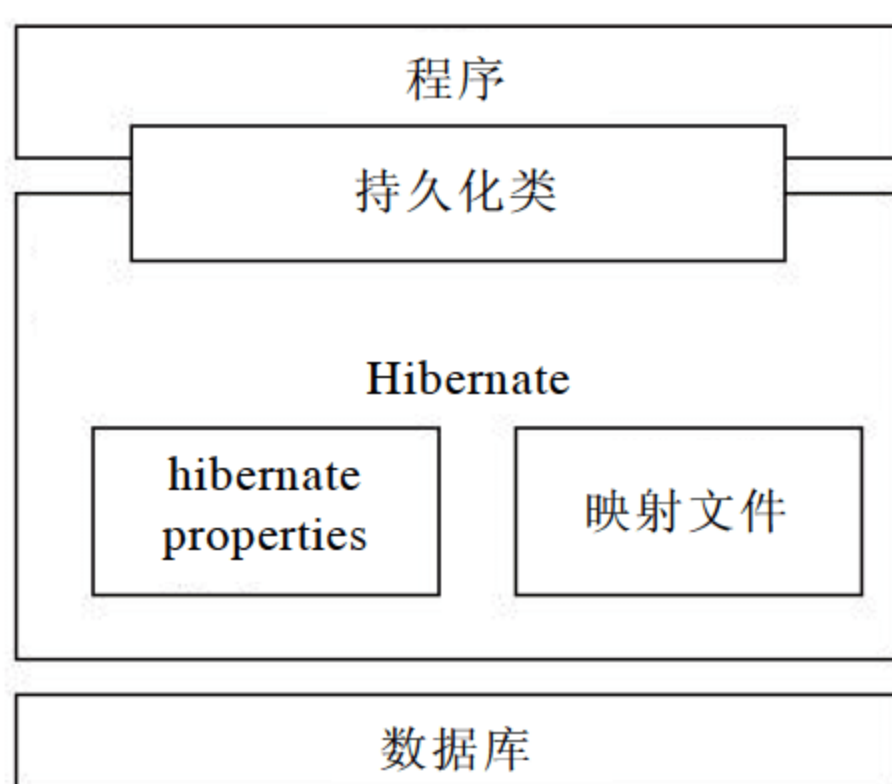 程序
持久化类
Hibernate
hibernate
properties
映射文件
数据库